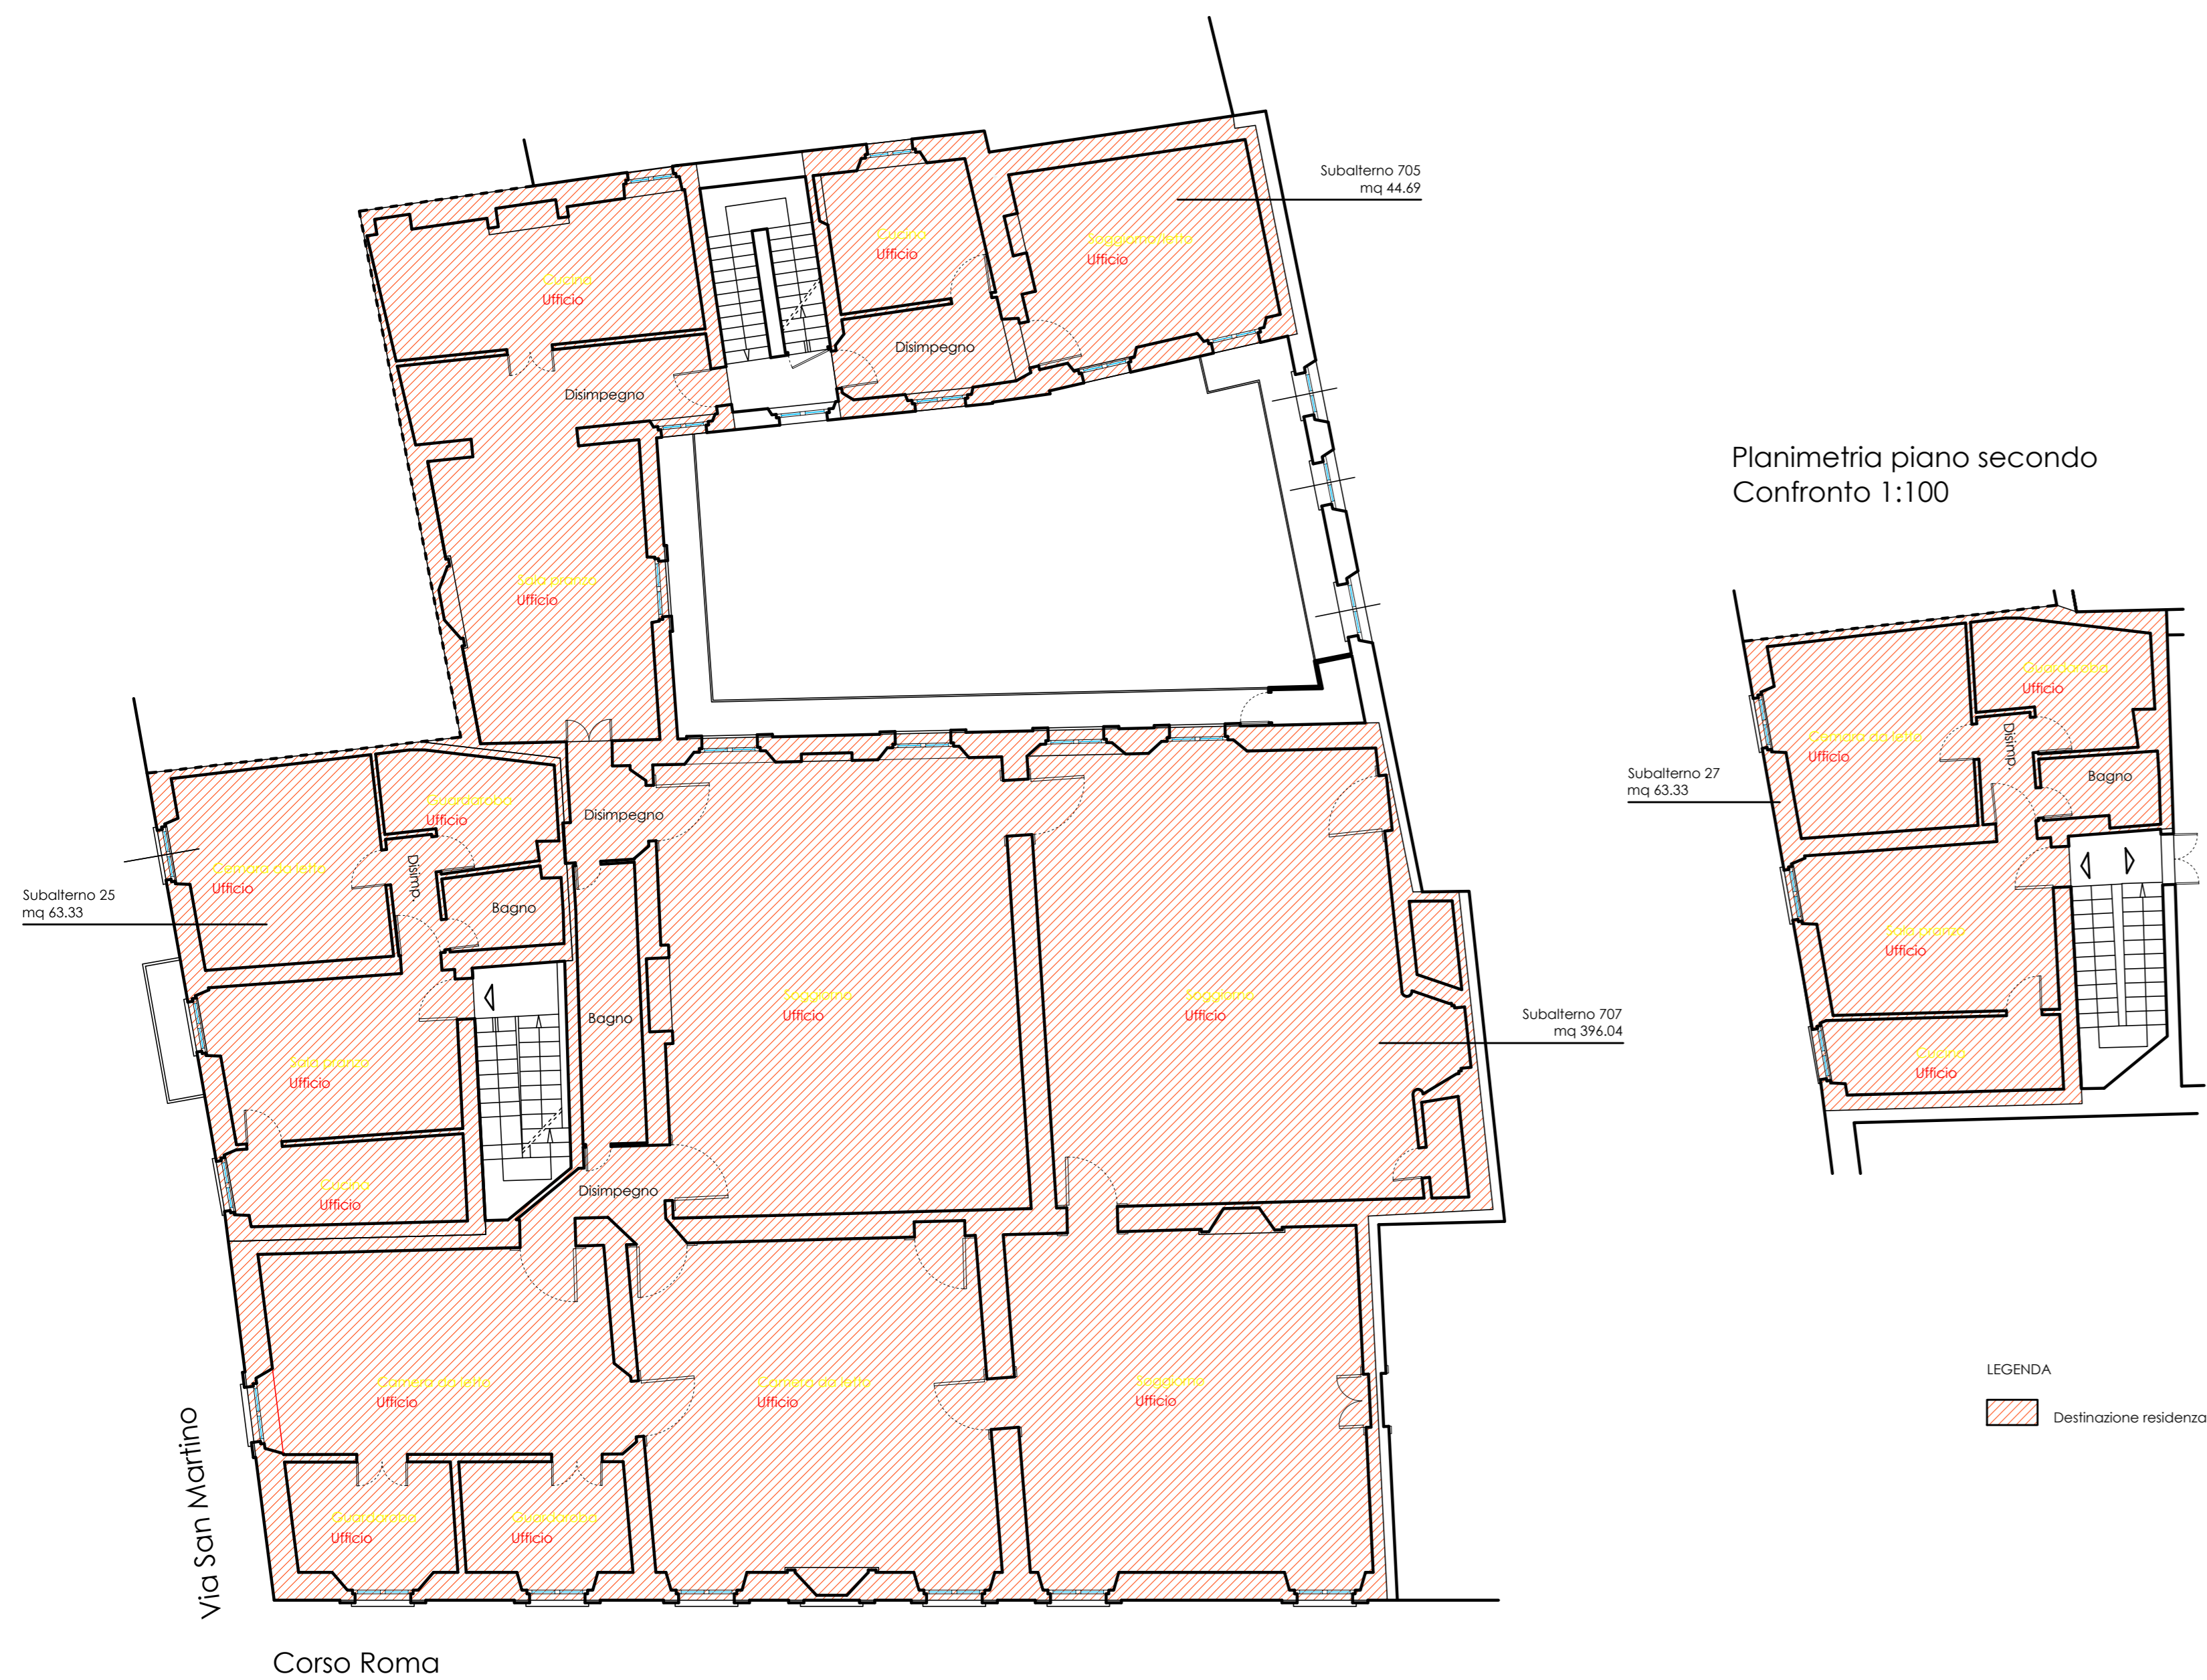 Subalterno 705
mq 44.69
Cucina
Ufficio
Soggiorno/letto
Ufficio
Cucina
Ufficio
Disimpegno
Disimpegno
Planimetria piano secondo
Confronto 1:100
Sala pranzo
Ufficio
Guardaroba
Ufficio
Camera da letto
Ufficio
Disimp.
Bagno
Subalterno 27
mq 63.33
Sala pranzo
Ufficio
Cucina
Ufficio
Guardaroba
Ufficio
Disimpegno
Camera da letto
Ufficio
Disimp.
Subalterno 25
mq 63.33
Bagno
Soggiorno
Ufficio
Soggiorno
Ufficio
Bagno
Subalterno 707
mq 396.04
Sala pranzo
Ufficio
Cucina
Ufficio
Disimpegno
Camera da letto
Ufficio
Camera da letto
Ufficio
Soggiorno
Ufficio
LEGENDA
Destinazione residenza
Guardaroba
Ufficio
Guardaroba
Ufficio
Via San Martino
Corso Roma